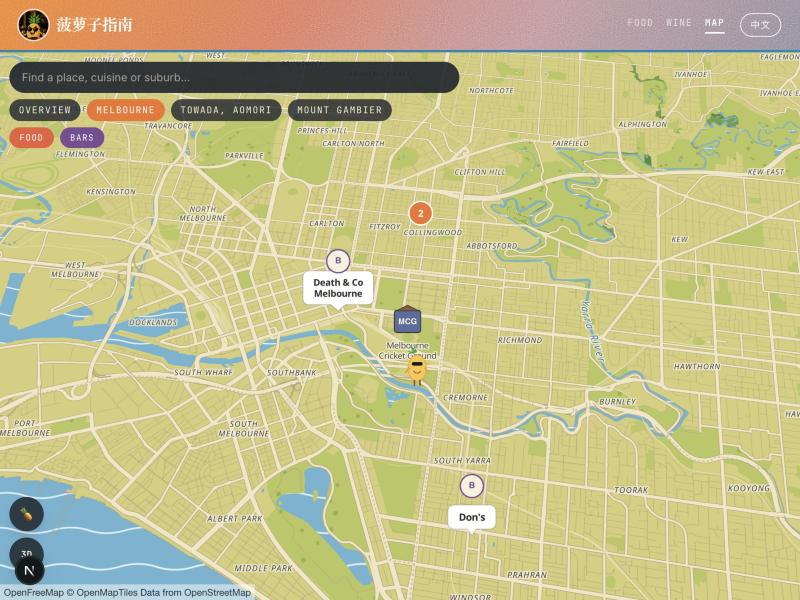 菠萝子指南
FOOD WINE MAP 中文
Find a place, cuisine or suburb...
OVERVIEW MELBOURNE TOWADA, AOMORI MOUNT GAMBIER
FOOD BARS
WEST
EAGLEMON
IVANHOE
NORTHCOTE
IVANHOE E
ALPHINGTON
TRAVANCORE
PRINCES HILL
CARLTON NORTH
FAIRFIELD
FLEMINGTON
PARKVILLE
CLIFTON HILL
KEW EAST
KENSINGTON
NORTH
MELBOURNE
CARLTON
2
FITZROY
COLLINGWOOD
ABBOTSFORD
KEW
B
WEST
MELBOURNE
Death & Co
Melbourne
DOCKLANDS
MCG
Yarra River
Melbourne
Cricket Ground
RICHMOND
HAWTHORN
SOUTH WHARF
SOUTHBANK
CREMORNE
BURNLEY
PORT
MELBOURNE
SOUTH
MELBOURNE
HAW
SOUTH YARRA
B
TOORAK
KOOYONG
Don's
ALBERT PARK
3D
N
MIDDLE PARK
PRAHRAN
WINDSOR
OpenFreeMap © OpenMapTiles Data from OpenStreetMap